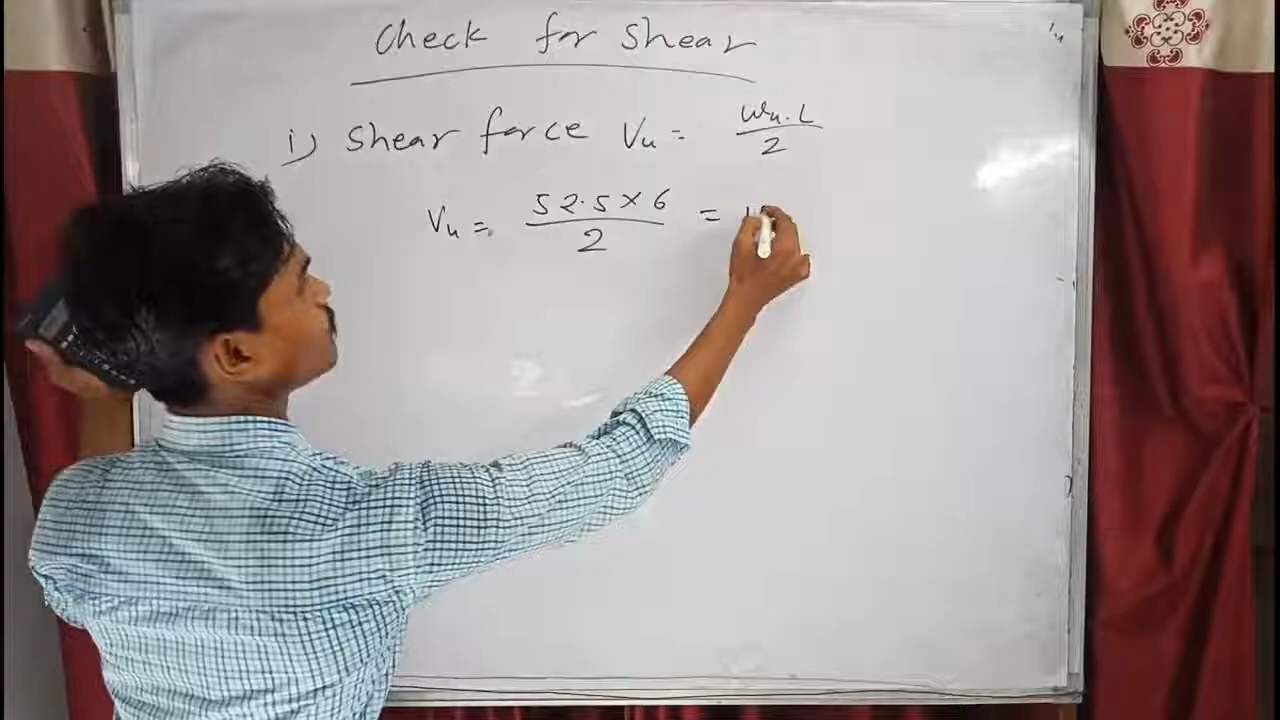 Check for Shear
i) Shear force Vu = wu.L/2
Vu = 52.5 x 6/2 =